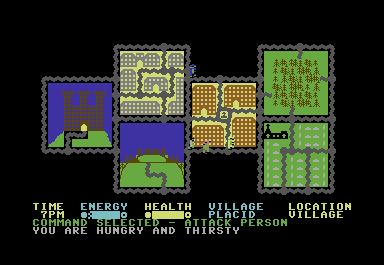 TIME ENERGY HEALTH VILLAGE LOCATION
7PM PLACID VILLAGE
COMMAND SELECTED - ATTACK PERSON
YOU ARE HUNGRY AND THIRSTY